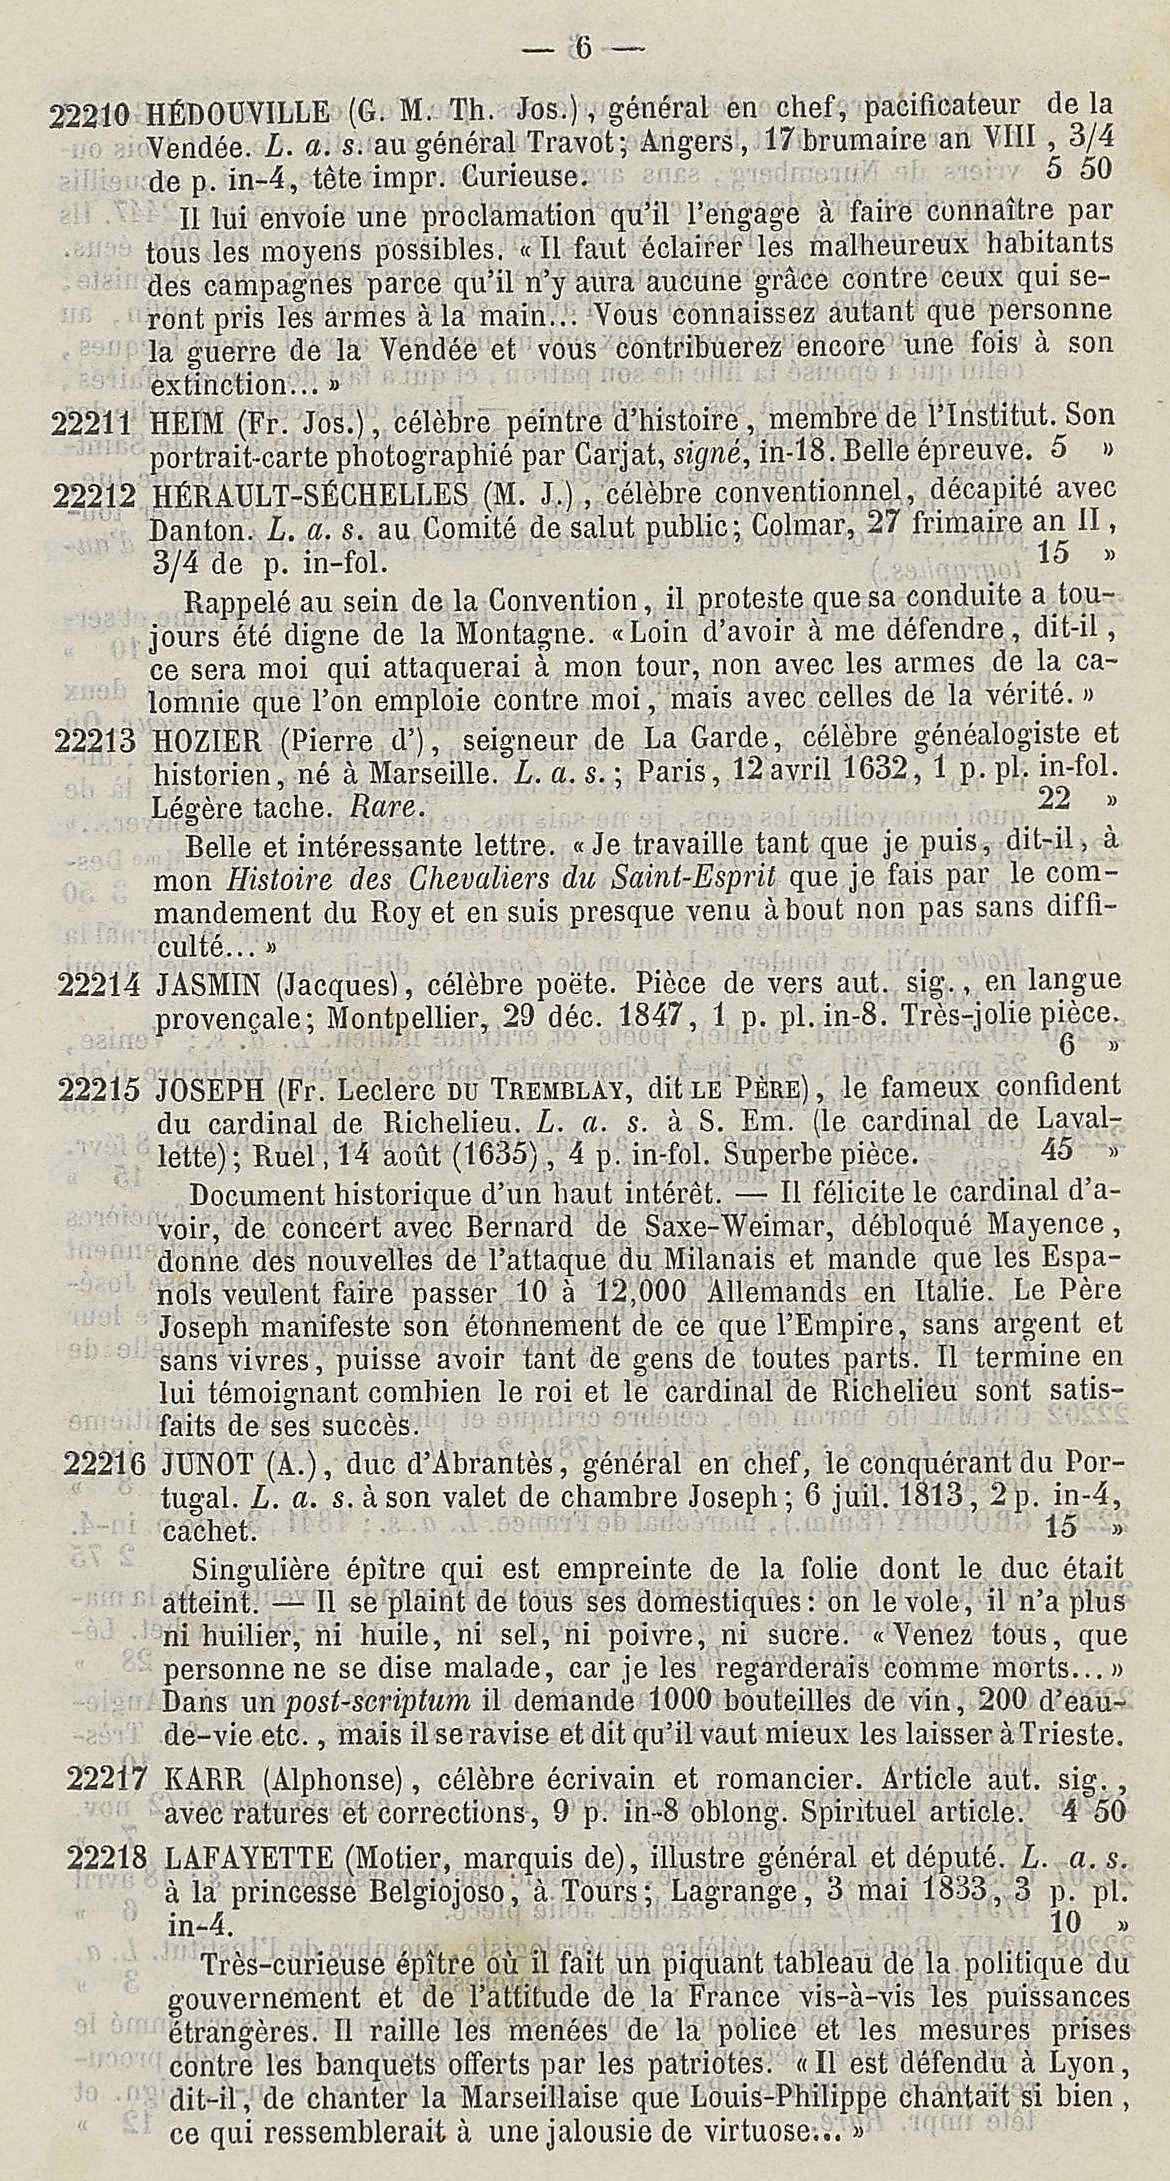 — 6 —
22210 HÉDOUVILLE (G. M. Th. Jos.), général en chef, pacificateur de la
Vendée. L. a. s. au général Travot; Angers, 17 brumaire an VIII, 3/4
de p. in-4, tête impr. Curieuse. 5 50
Il lui envoie une proclamation qu'il l'engage à faire connaître par
tous les moyens possibles. « Il faut éclairer les malheureux habitants
des campagnes parce qu'il n'y aura aucune grâce contre ceux qui se-
ront pris les armes à la main... Vous connaissez autant que personne
la guerre de la Vendée et vous contribuerez encore une fois à son
extinction... »
22211 HEIM (Fr. Jos.), célèbre peintre d'histoire, membre de l'Institut. Son
portrait-carte photographié par Carjat, signé, in-18. Belle épreuve. 5 »
22212 HÉRAULT-SÉCHELLES (M. J.), célèbre conventionnel, décapité avec
Danton. L. a. s. au Comité de salut public; Colmar, 27 frimaire an II,
3/4 de p. in-fol. 15 »
Rappelé au sein de la Convention, il proteste que sa conduite a tou-
jours été digne de la Montagne. « Loin d'avoir à me défendre, dit-il,
ce sera moi qui attaquerai à mon tour, non avec les armes de la ca-
lomnie que l'on emploie contre moi, mais avec celles de la vérité. »
22213 HOZIER (Pierre d'), seigneur de La Garde, célèbre généalogiste et
historien, né à Marseille. L. a. s.; Paris, 12 avril 1632, 1 p. pl. in-fol.
Légère tache. Rare. 22 »
Belle et intéressante lettre. « Je travaille tant que je puis, dit-il, à
mon Histoire des Chevaliers du Saint-Esprit que je fais par le com-
mandement du Roy et en suis presque venu à bout non pas sans diffi-
culté... »
22214 JASMIN (Jacques), célèbre poëte. Pièce de vers aut. sig., en langue
provençale; Montpellier, 29 déc. 1847, 1 p. pl. in-8. Très-jolie pièce.
6 »
22215 JOSEPH (Fr. Leclerc DU TREMBLAY, dit LE PÈRE), le fameux confident
du cardinal de Richelieu. L. a. s. à S. Em. (le cardinal de Laval-
lette); Ruel, 14 août (1635), 4 p. in-fol. Superbe pièce. 45 »
Document historique d'un haut intérêt. — Il félicite le cardinal d'a-
voir, de concert avec Bernard de Saxe-Weimar, débloqué Mayence,
donne des nouvelles de l'attaque du Milanais et mande que les Espa-
nols veulent faire passer 10 à 12,000 Allemands en Italie. Le Père
Joseph manifeste son étonnement de ce que l'Empire, sans argent et
sans vivres, puisse avoir tant de gens de toutes parts. Il termine en
lui témoignant combien le roi et le cardinal de Richelieu sont satis-
faits de ses succès.
22216 JUNOT (A.), duc d'Abrantès, général en chef, le conquérant du Por-
tugal. L. a. s. à son valet de chambre Joseph; 6 juil. 1813, 2 p. in-4,
cachet. 15 »
Singulière épître qui est empreinte de la folie dont le duc était
atteint. — Il se plaint de tous ses domestiques: on le vole, il n'a plus
ni huilier, ni huile, ni sel, ni poivre, ni sucre. « Venez tous, que
personne ne se dise malade, car je les regarderais comme morts... »
Dans un post-scriptum il demande 1000 bouteilles de vin, 200 d'eau-
de-vie etc., mais il se ravise et dit qu'il vaut mieux les laisser à Trieste.
22217 KARR (Alphonse), célèbre écrivain et romancier. Article aut. sig.,
avec ratures et corrections, 9 p. in-8 oblong. Spirituel article. 4 50
22218 LAFAYETTE (Motier, marquis de), illustre général et député. L. a. s.
à la princesse Belgiojoso, à Tours; Lagrange, 3 mai 1833, 3 p. pl.
in-4. 10 »
Très-curieuse épître où il fait un piquant tableau de la politique du
gouvernement et de l'attitude de la France vis-à-vis les puissances
étrangères. Il raille les menées de la police et les mesures prises
contre les banquets offerts par les patriotes. « Il est défendu à Lyon,
dit-il, de chanter la Marseillaise que Louis-Philippe chantait si bien,
ce qui ressemblerait à une jalousie de virtuose... »